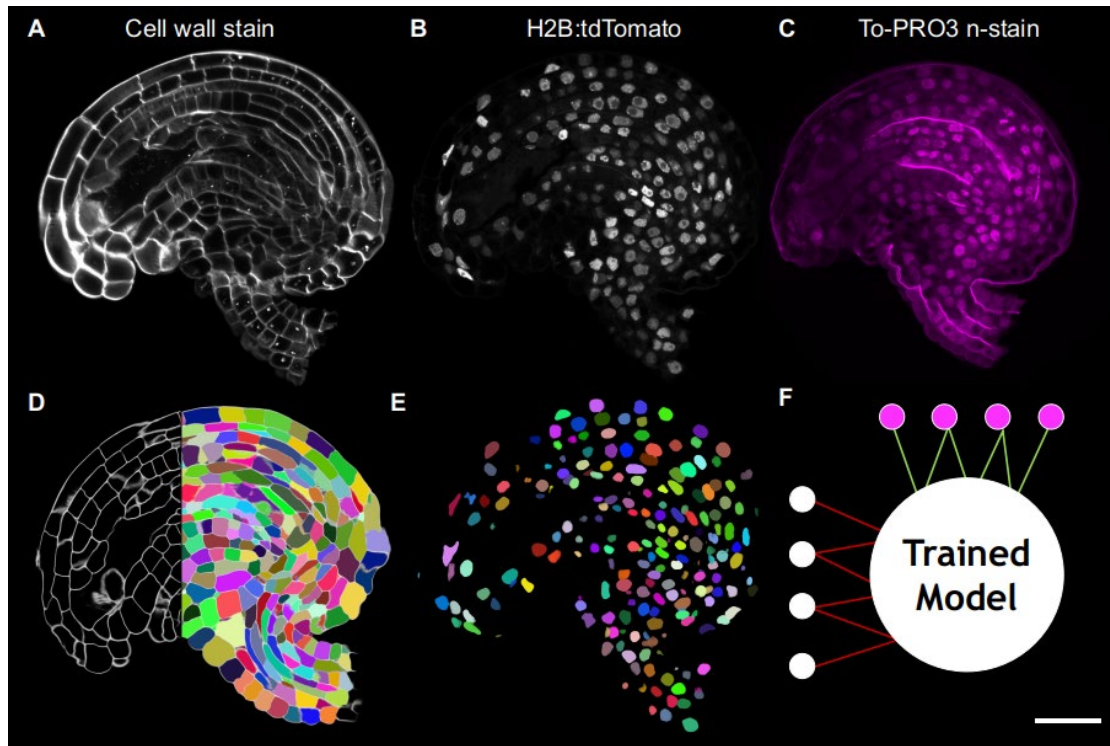 A
Cell wall stain
B
H2B:tdTomato
C
To-PRO3 n-stain
D
E
F
Trained
Model